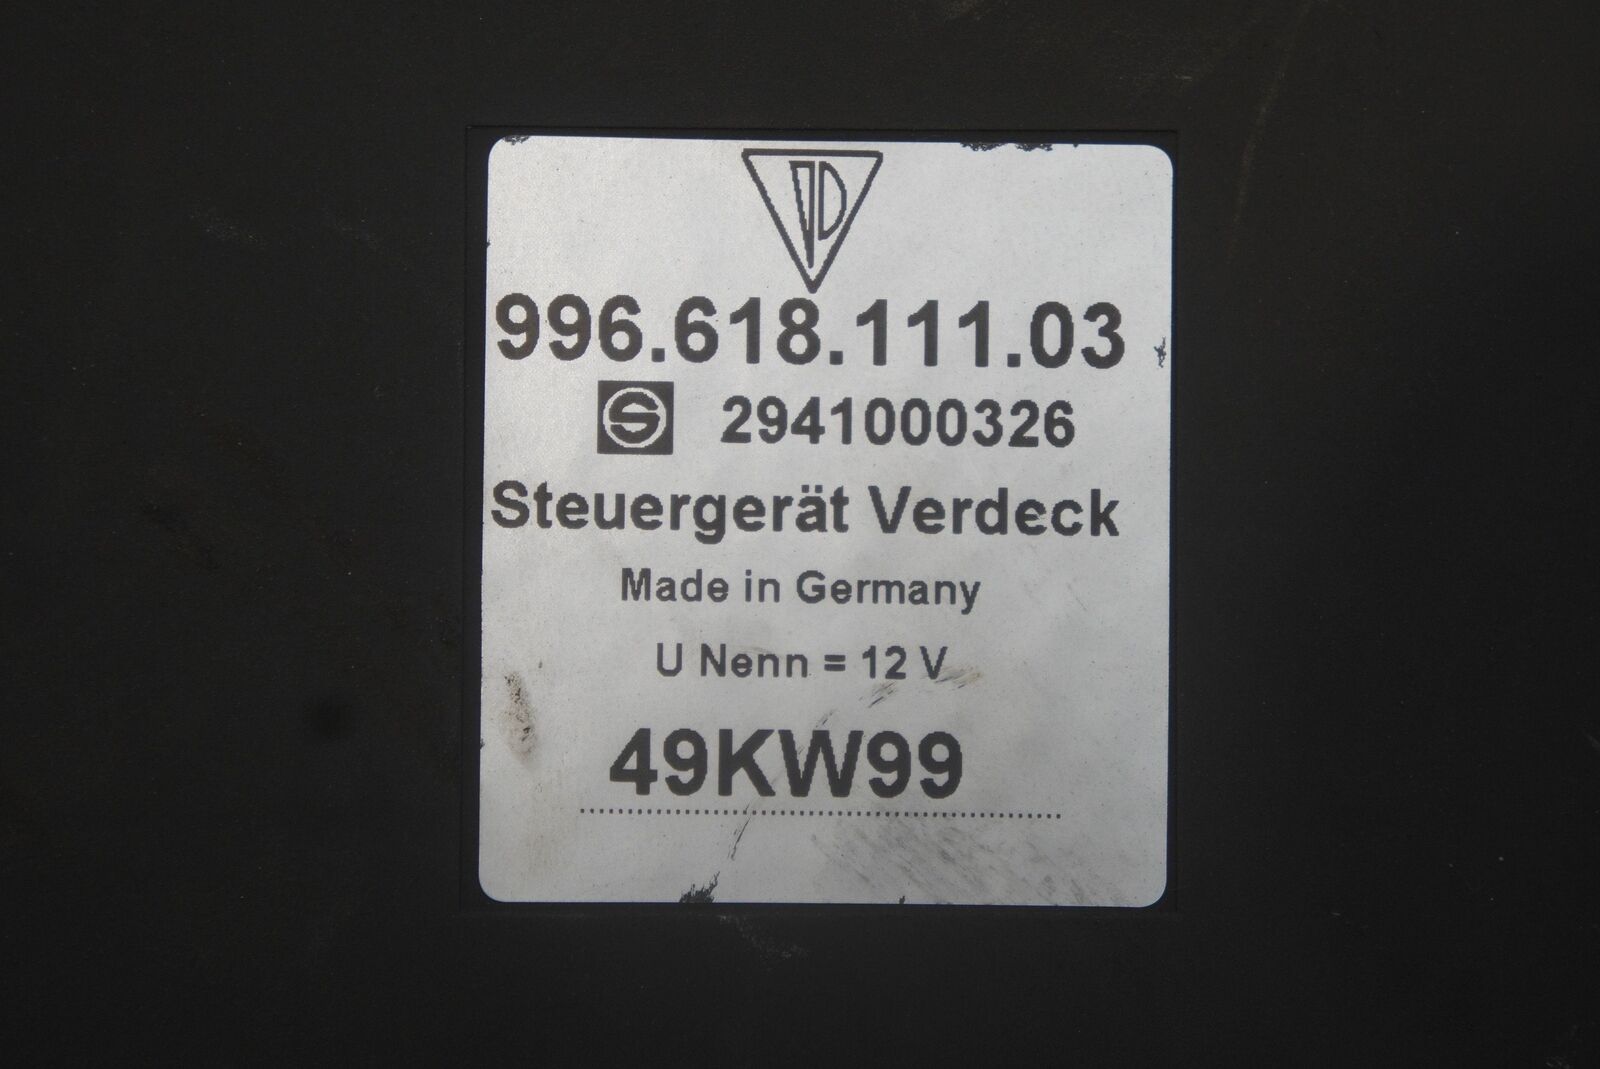 996.618.111.03
S 2941000326
Steuergerät Verdeck
Made in Germany
U Nenn = 12 V
49KW99